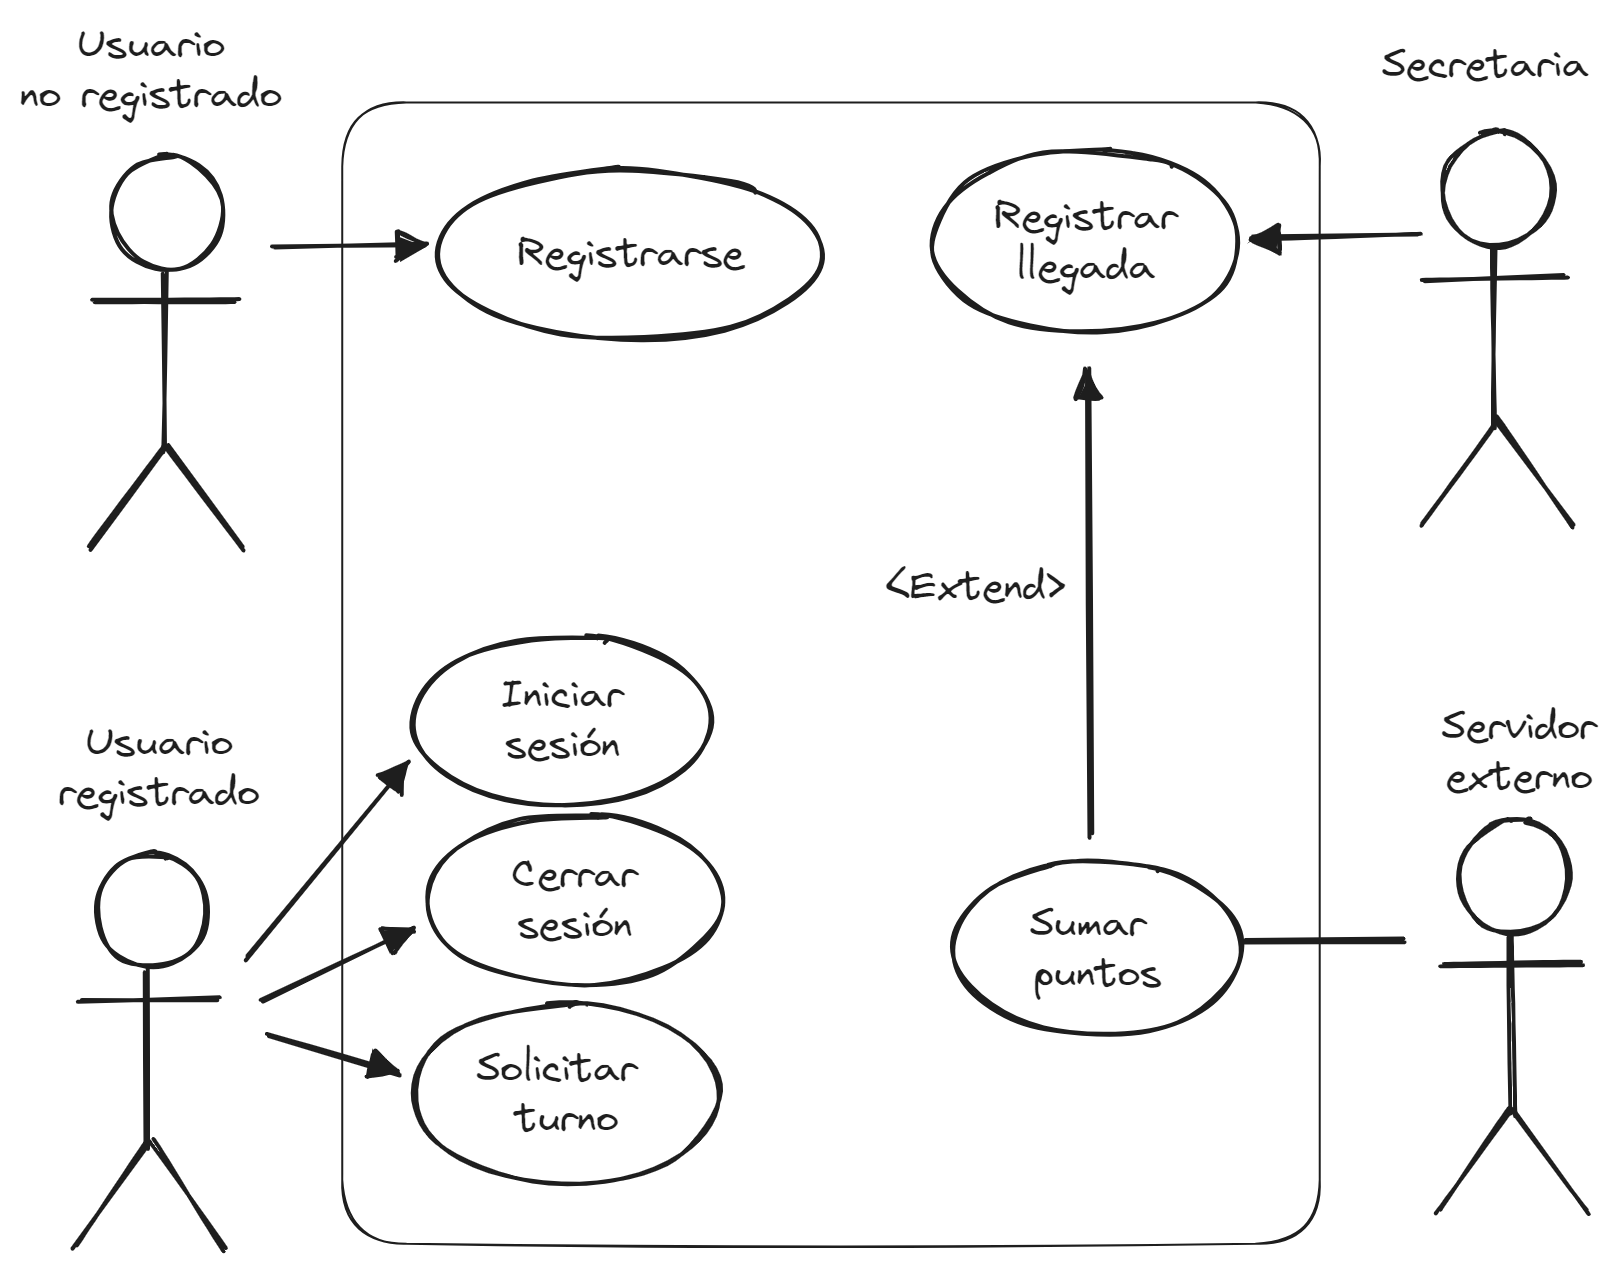 Usuario
no registrado
Secretaria
Registrarse
Registrar
llegada
<Extend>
Iniciar
sesión
Usuario
registrado
Cerrar
sesión
Solicitar
turno
Servidor
externo
Sumar
puntos